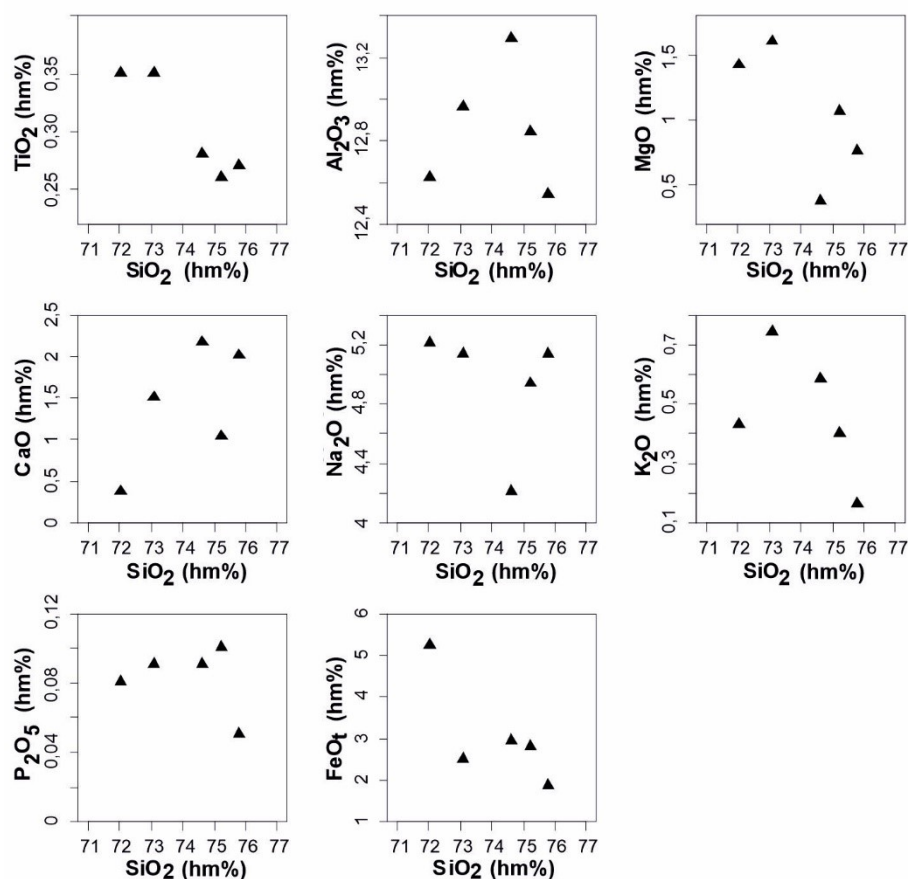 TiO2 (hm%)
0,35
0,30
0,25
71 72 73 74 75 76 77
SiO2 (hm%)
Al2O3 (hm%)
13,2
12,8
12,4
71 72 73 74 75 76 77
SiO2 (hm%)
MgO (hm%)
1,5
1
0,5
71 72 73 74 75 76 77
SiO2 (hm%)
CaO (hm%)
2,5
2
1,5
1
0,5
0
71 72 73 74 75 76 77
SiO2 (hm%)
Na2O (hm%)
5,2
4,8
4,4
4
71 72 73 74 75 76 77
SiO2 (hm%)
K2O (hm%)
0,7
0,5
0,3
0,1
71 72 73 74 75 76 77
SiO2 (hm%)
P2O5 (hm%)
0,12
0,08
0,04
0
71 72 73 74 75 76 77
SiO2 (hm%)
FeOt (hm%)
6
5
4
3
2
1
71 72 73 74 75 76 77
SiO2 (hm%)